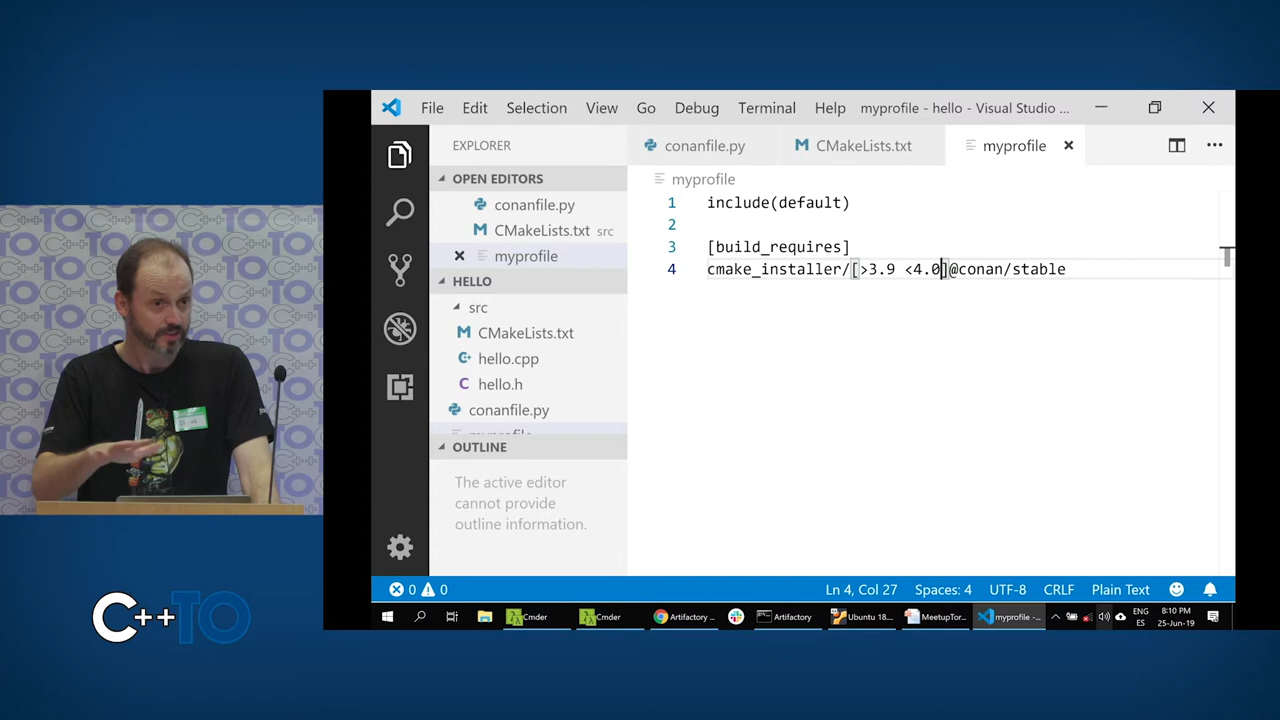 File Edit Selection View Go Debug Terminal Help myprofile - hello - Visual Studio ...
EXPLORER
OPEN EDITORS
conanfile.py
CMakeLists.txt src
myprofile
HELLO
src
CMakeLists.txt
hello.cpp
hello.h
conanfile.py
myprofile
OUTLINE
The active editor
cannot provide
outline information.
conanfile.py CMakeLists.txt myprofile
myprofile
1 include(default)
2
3 [build_requires]
4 cmake_installer/[>3.9 <4.0]@conan/stable
0 0 Ln 4, Col 27 Spaces: 4 UTF-8 CRLF Plain Text
Cmder Cmder Artifactory ... Artifactory Ubuntu 18... MeetupTor... myprofile -...
ENG
ES
8:10 PM
25-Jun-19
C++TO